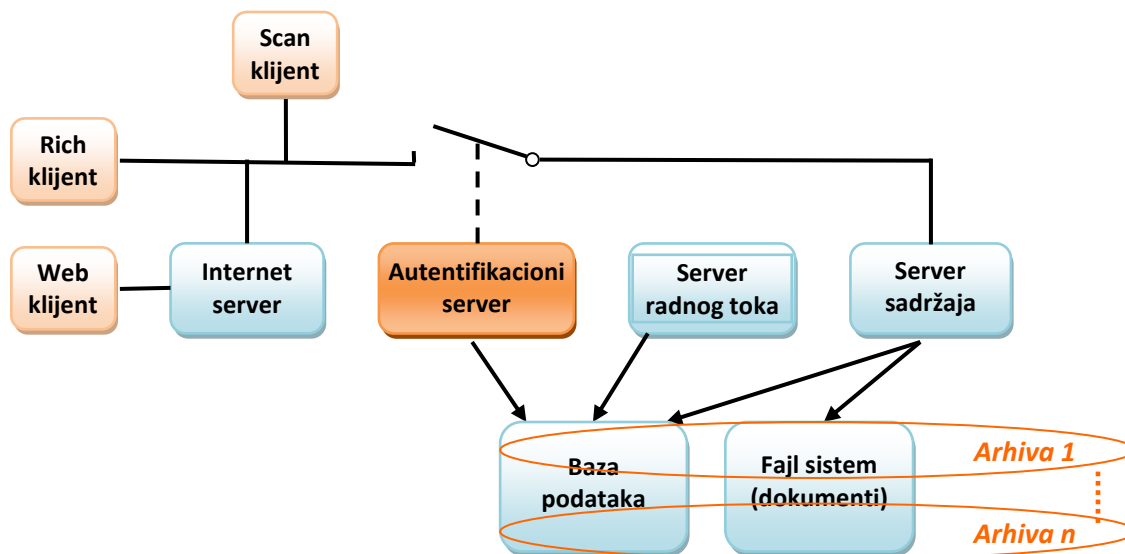 Scan
klijent
Rich
klijent
Web
klijent
Internet
server
Autentifikacioni
server
Server
radnog toka
Server
sadržaja
Baza
podataka
Fajl sistem
(dokumenti)
Arhiva 1
Arhiva n